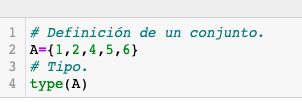 1 # Definición de un conjunto.
2 A={1,2,4,5,6}
3 # Tipo.
4 type(A)